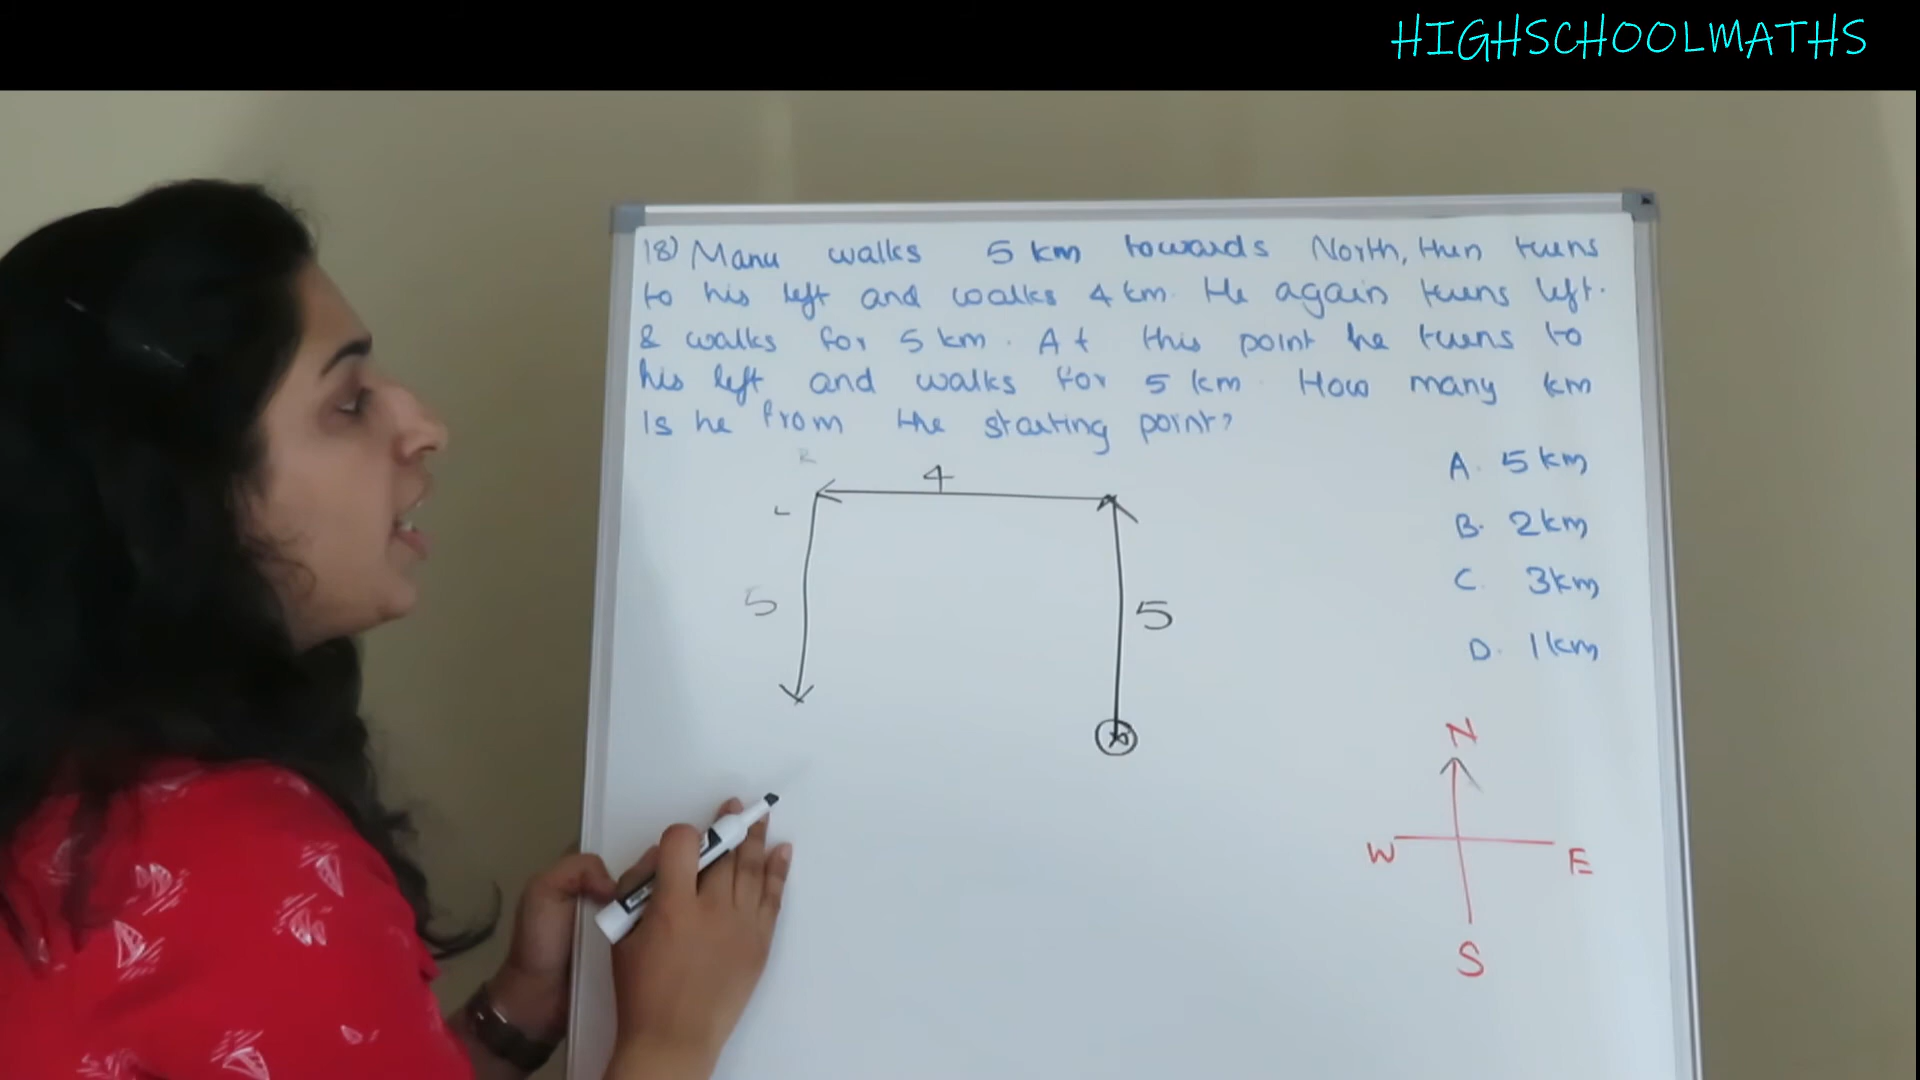 HIGHSCHOOLMATHS
18) Manu walks 5 km towards North, then turns
to his left and walks 4 km. He again turns left.
& walks for 5 km. At this point he turns to
his left and walks for 5 km. How many km
Is he from the starting point?
A. 5 km
B. 2 km
C. 3 km
D. 1 km
R
4
L
5
5
N
W
E
S